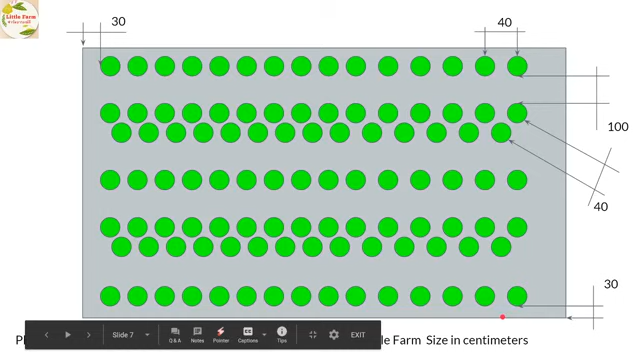 Little Farm
30
40
100
40
30
Slide 7
Q & A
Notes
Pointer
Captions
Tips
EXIT
le Farm Size in centimeters